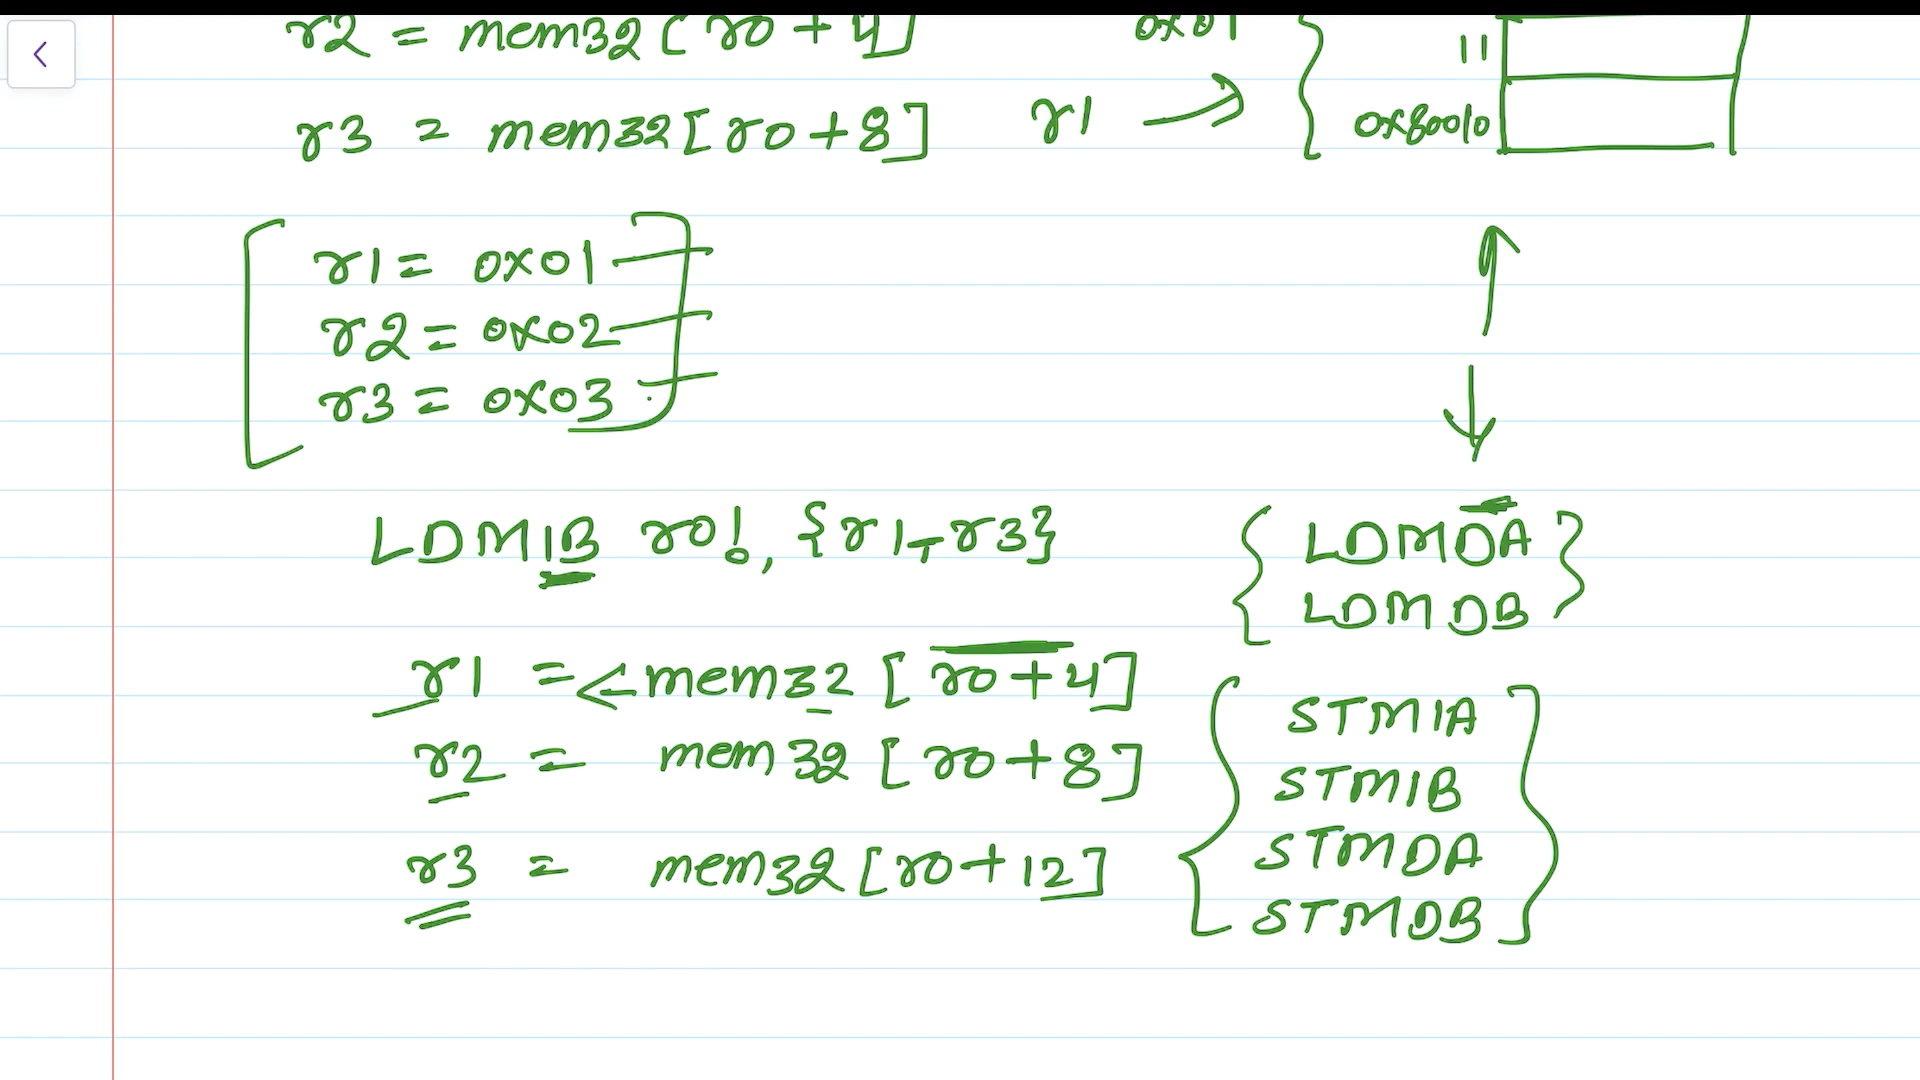 r2 = mem32[r0+4]
0x01
11
r3 = mem32[r0+8]
r1 →
0x80010
r1 = 0x01
r2 = 0x02
r3 = 0x03
LDMIB r0!, {r1-r3}
r1 = < mem32 [r0+4]
r2 = mem32 [r0+8]
r3 = mem32 [r0+12]
{ LDMDA }
LDMDB
STMIA
STMIB
STMDA
STMDB